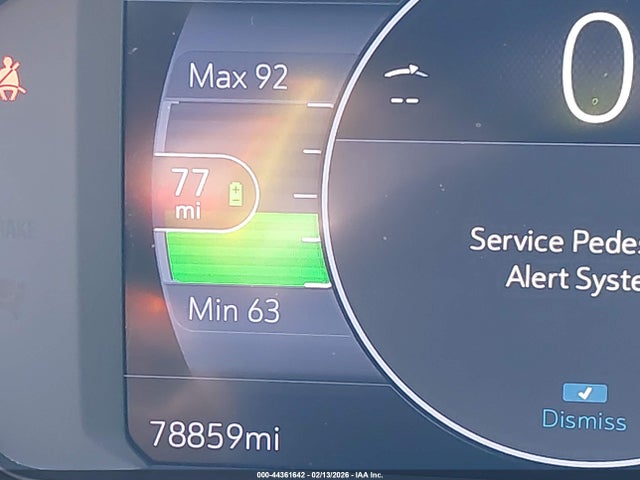 Max 92
0
--
77
mi
Service Pedes
Alert Syste
Min 63
Dismiss
78859mi
000-44361642 - 02/13/2026 - IAA Inc.